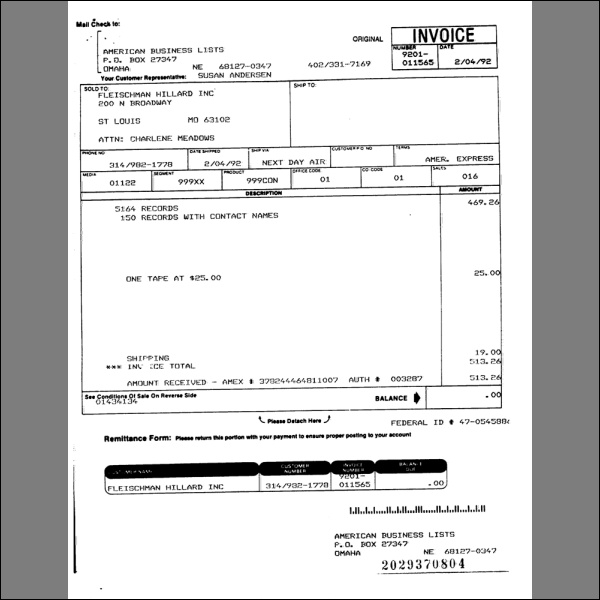 Mail Check to:
ORIGINAL
INVOICE
AMERICAN BUSINESS LISTS
P.O. BOX 27347
OMAHA NE 68127-0347 402/331-7169
NUMBER DATE
9201-
011565 2/04/92
Your Customer Representative: SUSAN ANDERSEN
SOLD TO: SHIP TO:
FLEISCHMAN HILLARD INC
200 N BROADWAY
ST LOUIS MO 63102
ATTN: CHARLENE MEADOWS
PHONE NO DATE SHIPPED SHIP VIA CUSTOMER P.O. NO TERMS
314/982-1778 2/04/92 NEXT DAY AIR AMER. EXPRESS
MEDIA SEGMENT PRODUCT OFFICE CODE CO. CODE SALES
01122 999XX 999CON 01 01 016
DESCRIPTION AMOUNT
5164 RECORDS 469.26
150 RECORDS WITH CONTACT NAMES
ONE TAPE AT $25.00 25.00
SHIPPING 19.00
*** INV ICE TOTAL 513.26
AMOUNT RECEIVED - AMEX # 378244464811007 AUTH # 003287 513.26
See Conditions Of Sale On Reverse Side
01434134
BALANCE .00
Please Detach Here
FEDERAL ID # 47-054588
Remittance Form: Please return this portion with your payment to ensure proper posting to your account
CUSTOMER NAME CUSTOMER NUMBER INVOICE NUMBER BALANCE DUE
9201-
FLEISCHMAN HILLARD INC 314/982-1778 011565 .00
AMERICAN BUSINESS LISTS
P.O. BOX 27347
OMAHA NE 68127-0347
2029370804